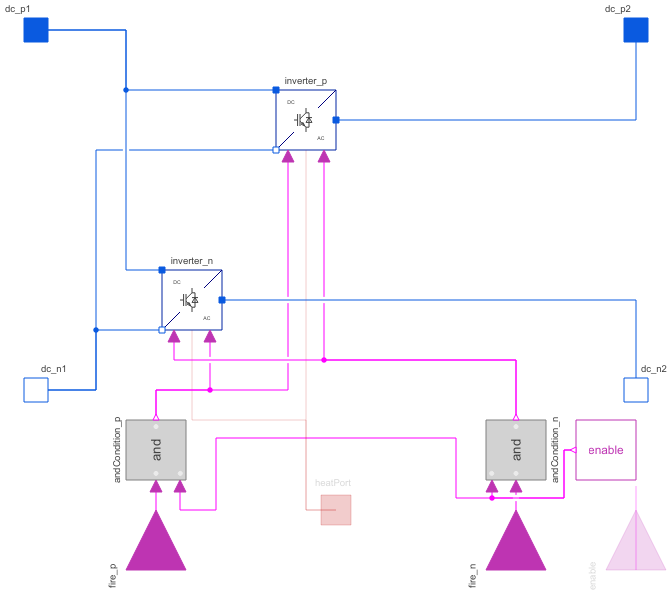 dc_p1
dc_p2
inverter_p
DC
AC
inverter_n
DC
AC
dc_n1
dc_n2
andCondition_p
and
and
andCondition_n
enable
heatPort
fire_p
fire_n
enable